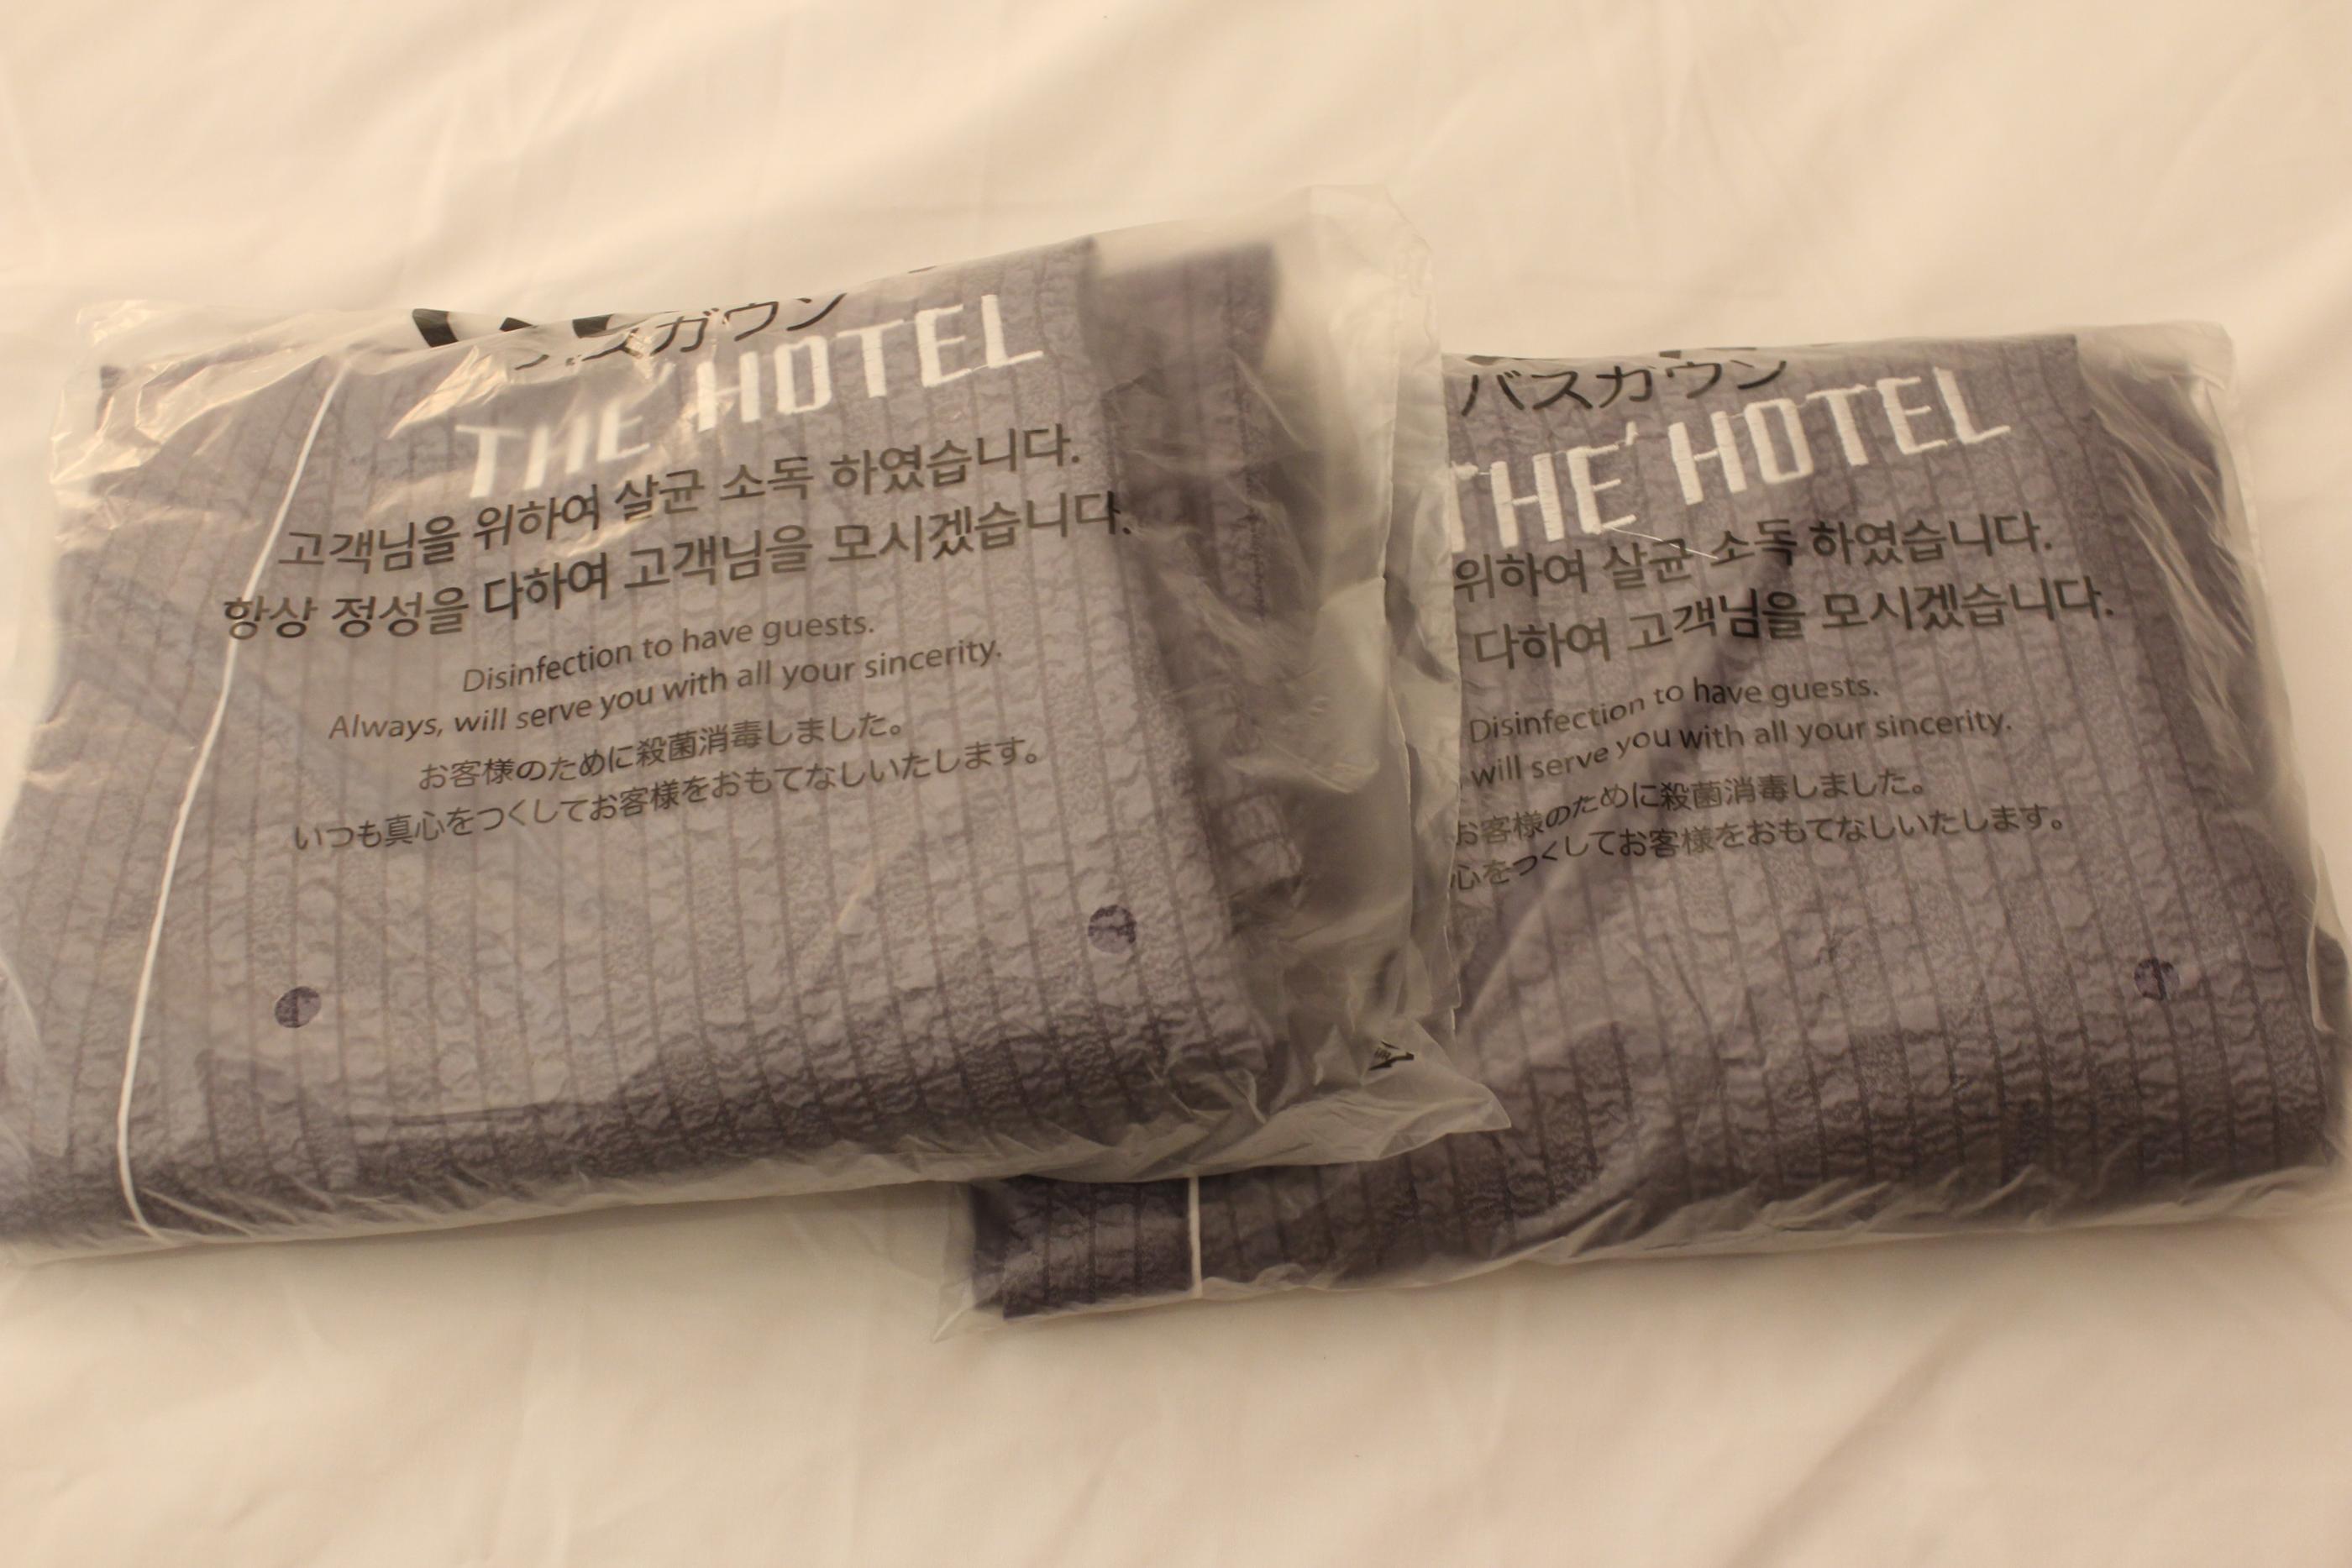 バスガウン
THE HOTEL
고객님을 위하여 살균 소독 하였습니다.
항상 정성을 다하여 고객님을 모시겠습니다.
Disinfection to have guests.
Always, will serve you with all your sincerity.
お客様のために殺菌消毒しました。
いつも真心をつくしてお客様をおもてなしいたします。
バスガウン
THE HOTEL
위하여 살균 소독 하였습니다.
다하여 고객님을 모시겠습니다.
Disinfection to have guests.
will serve you with all your sincerity.
お客様のために殺菌消毒しました。
心をつくしてお客様をおもてなしいたします。